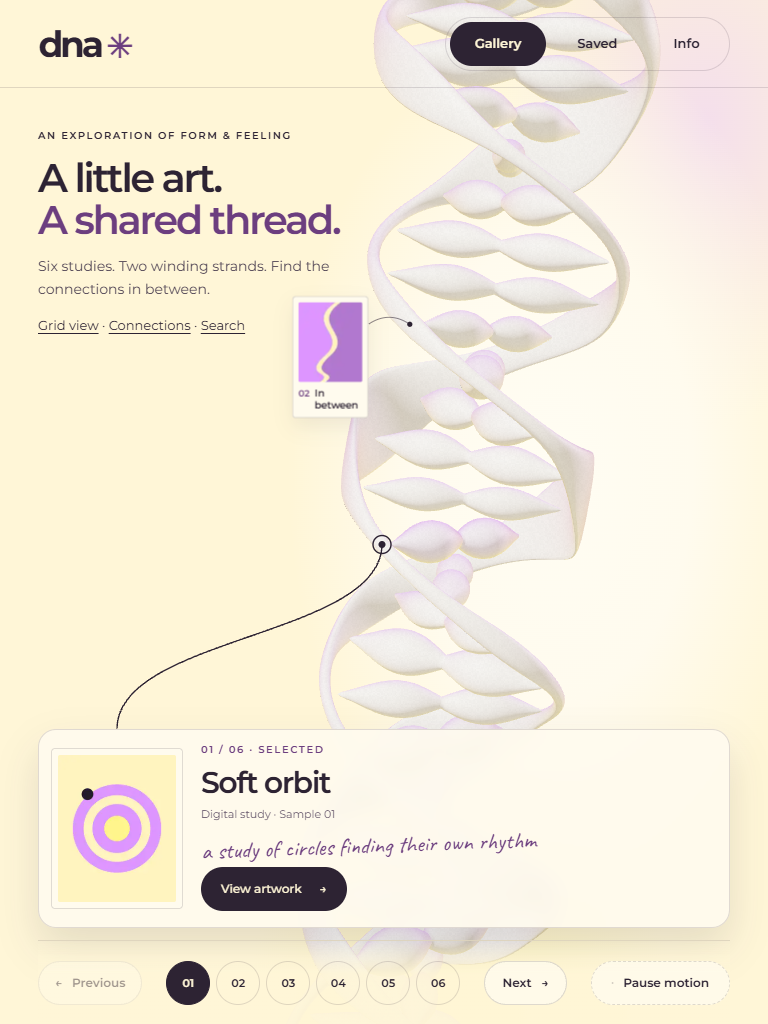 dna
Gallery Saved Info
AN EXPLORATION OF FORM & FEELING
A little art.
A shared thread.
Six studies. Two winding strands. Find the
connections in between.
Grid view · Connections · Search
02 In
between
01 / 06 · SELECTED
Soft orbit
Digital study · Sample 01
a study of circles finding their own rhythm
View artwork →
← Previous 01 02 03 04 05 06 Next → Pause motion